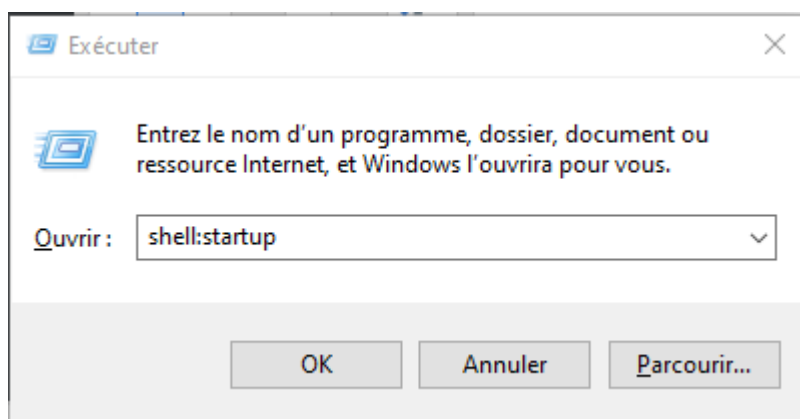 Exécuter
Entrez le nom d’un programme, dossier, document ou
ressource Internet, et Windows l’ouvrira pour vous.
Ouvrir : shell:startup
OK Annuler Parcourir...